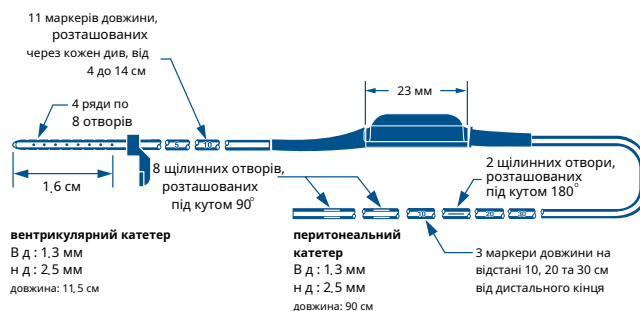 11 маркерів довжини,
розташованих
через кожен див, від
4 до 14 см
23 мм
4 ряди по
8 отворів
5
10
8 щілинних отворів,
розташованих
під кутом 90°
2 щілинних отвори,
розташованих
під кутом 180°
1,6 см
10
20
30
вентрикулярний катетер
В д : 1,3 мм
н д : 2,5 мм
довжина: 11,5 см
перитонеальний
катетер
В д : 1,3 мм
н д : 2,5 мм
довжина: 90 см
3 маркери довжини на
відстані 10, 20 та 30 см
від дистального кінця